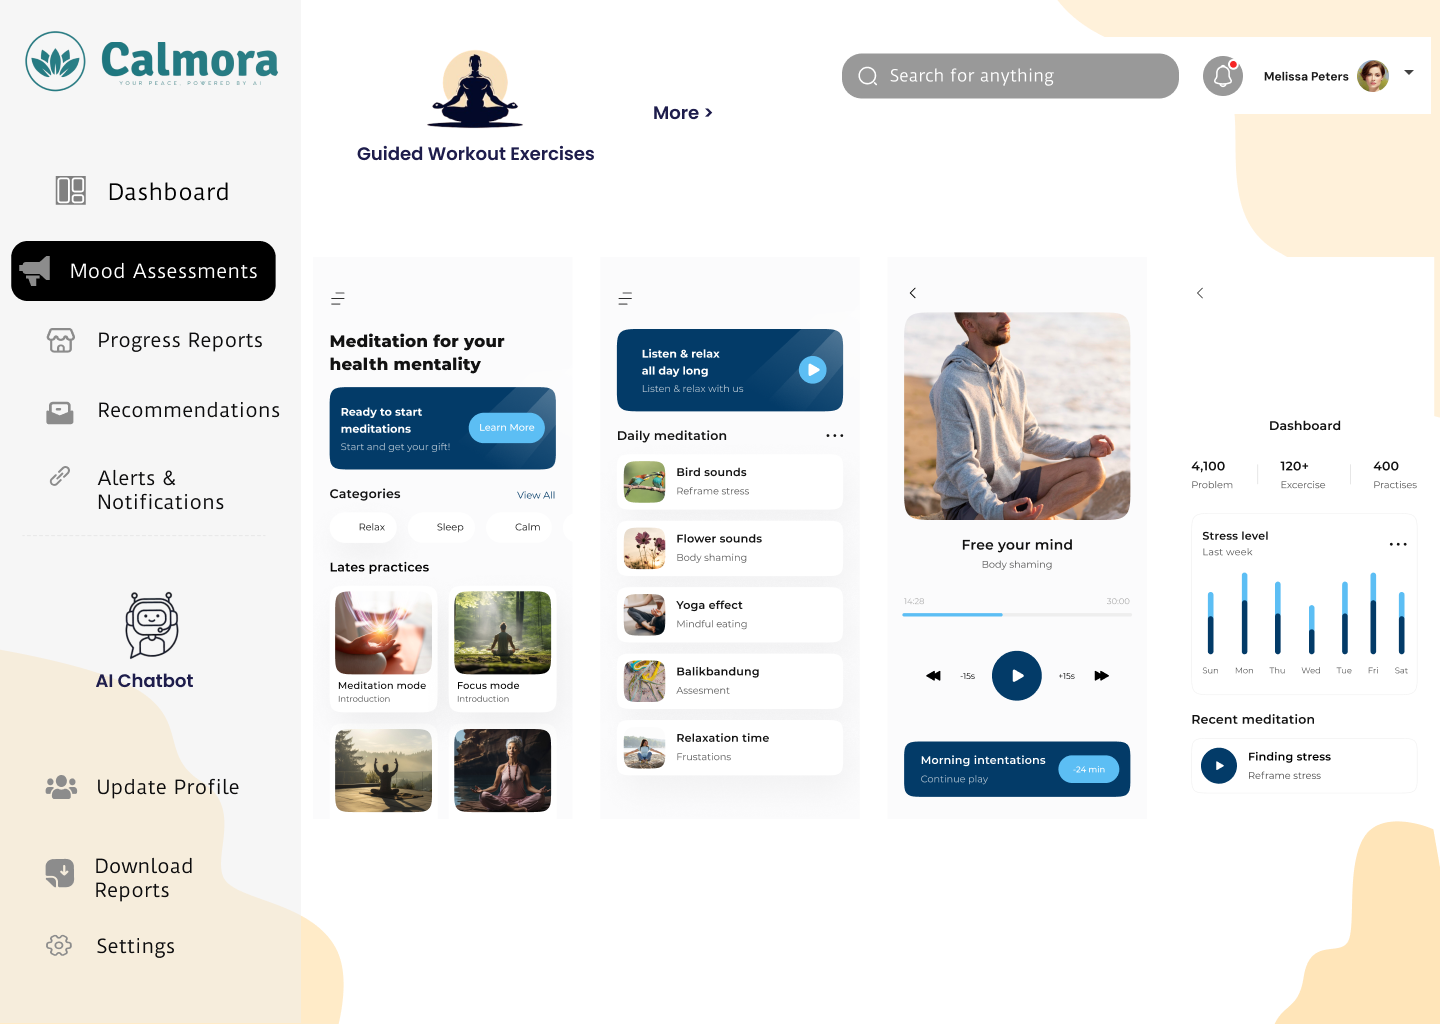 Calmora
YOUR PEACE, POWERED BY AI
Dashboard
Mood Assessments
Progress Reports
Recommendations
Alerts &
Notifications
AI Chatbot
Update Profile
Download
Reports
Settings
Guided Workout Exercises
More >
Search for anything
Melissa Peters
Meditation for your
health mentality
Ready to start
meditations
Start and get your gift!
Learn More
Categories
View All
Relax
Sleep
Calm
Lates practices
Meditation mode
Introduction
Focus mode
Introduction
Listen & relax
all day long
Listen & relax with us
Daily meditation
Bird sounds
Reframe stress
Flower sounds
Body shaming
Yoga effect
Mindful eating
Balikbandung
Assesment
Relaxation time
Frustations
Free your mind
Body shaming
14:28
30:00
-15s
+15s
Morning intentations
Continue play
-24 min
Dashboard
4,100
Problem
120+
Excercise
400
Practises
Stress level
Last week
Sun Mon Thu Wed Tue Fri Sat
Recent meditation
Finding stress
Reframe stress